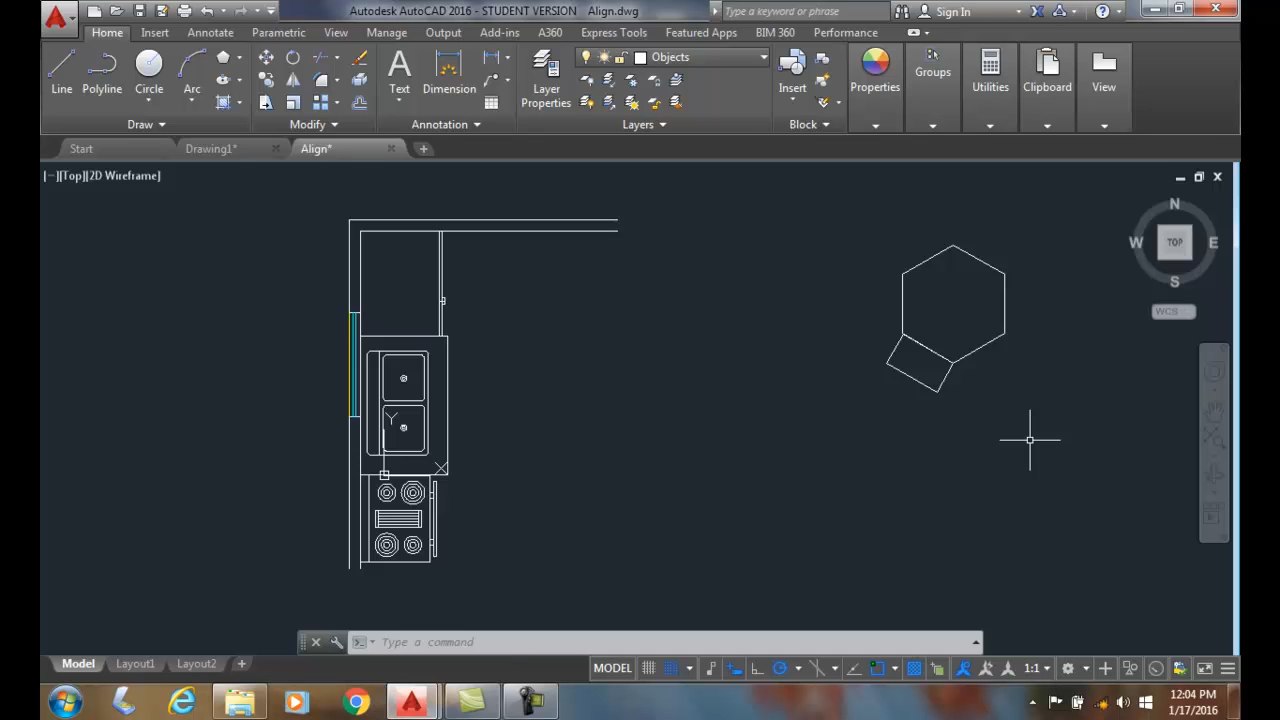 Autodesk AutoCAD 2016 - STUDENT VERSION Align.dwg
Type a keyword or phrase
Sign In
Home Insert Annotate Parametric View Manage Output Add-ins A360 Express Tools Featured Apps BIM 360 Performance
Objects
Line Polyline Circle Arc
Text Dimension
Layer
Properties
Insert
Properties
Groups
Utilities
Clipboard
View
Draw Modify Annotation Layers Block
Start Drawing1* Align*
[−][Top][2D Wireframe]
N
W TOP E
S
WCS
Y
X
Type a command
Model Layout1 Layout2
MODEL 1:1
12:04 PM
1/17/2016